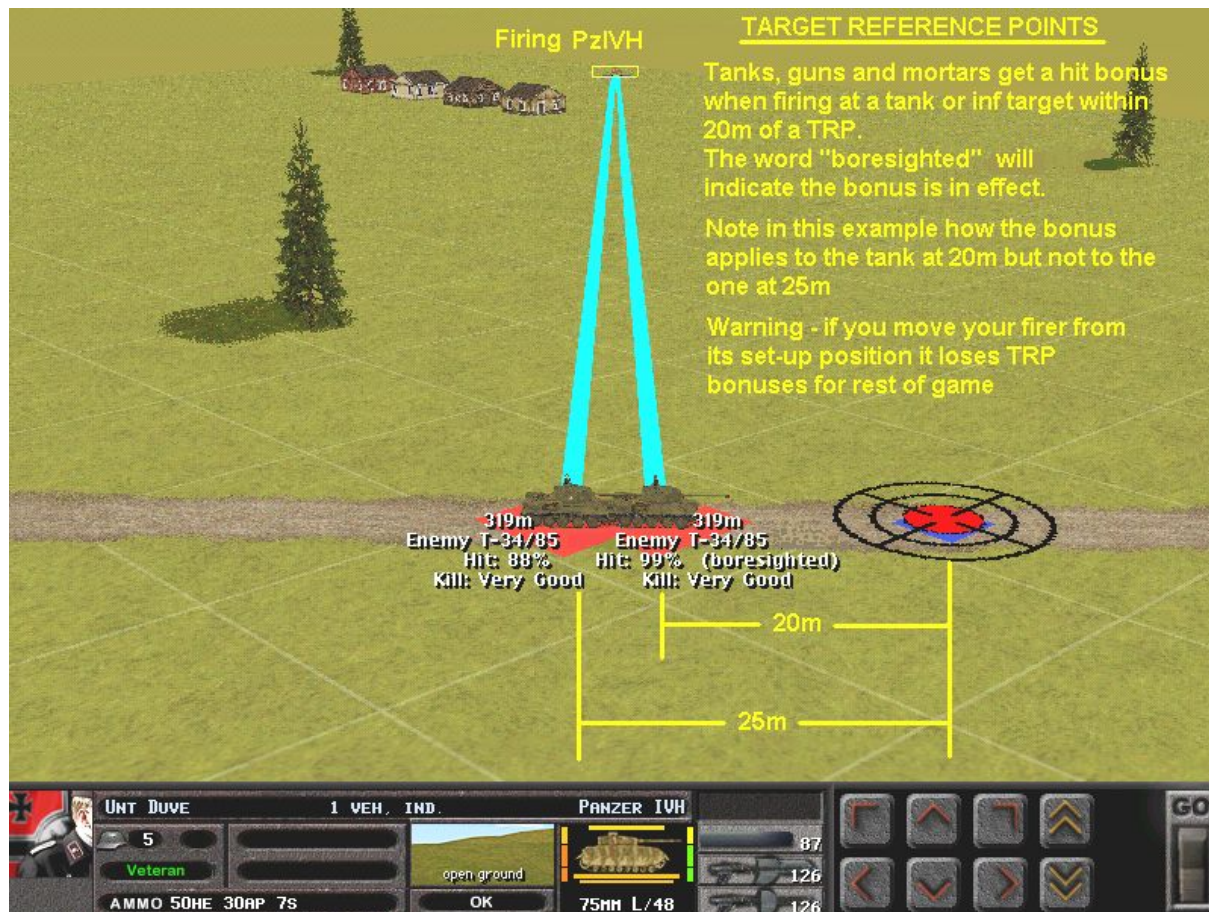 Firing PzIVH
TARGET REFERENCE POINTS
Tanks, guns and mortars get a hit bonus
when firing at a tank or inf target within
20m of a TRP.
The word "boresighted" will
indicate the bonus is in effect.
Note in this example how the bonus
applies to the tank at 20m but not to the
one at 25m
Warning - if you move your firer from
its set-up position it loses TRP
bonuses for rest of game
319m
Enemy T-34/85
Hit: 88%
Kill: Very Good
319m
Enemy T-34/85
Hit: 99% (boresighted)
Kill: Very Good
20m
25m
UNT DUVE 1 VEH, IND. PANZER IVH
5
Veteran
AMMO 50HE 30AP 7S
open ground
OK
75MM L/48
87
126
126
GO